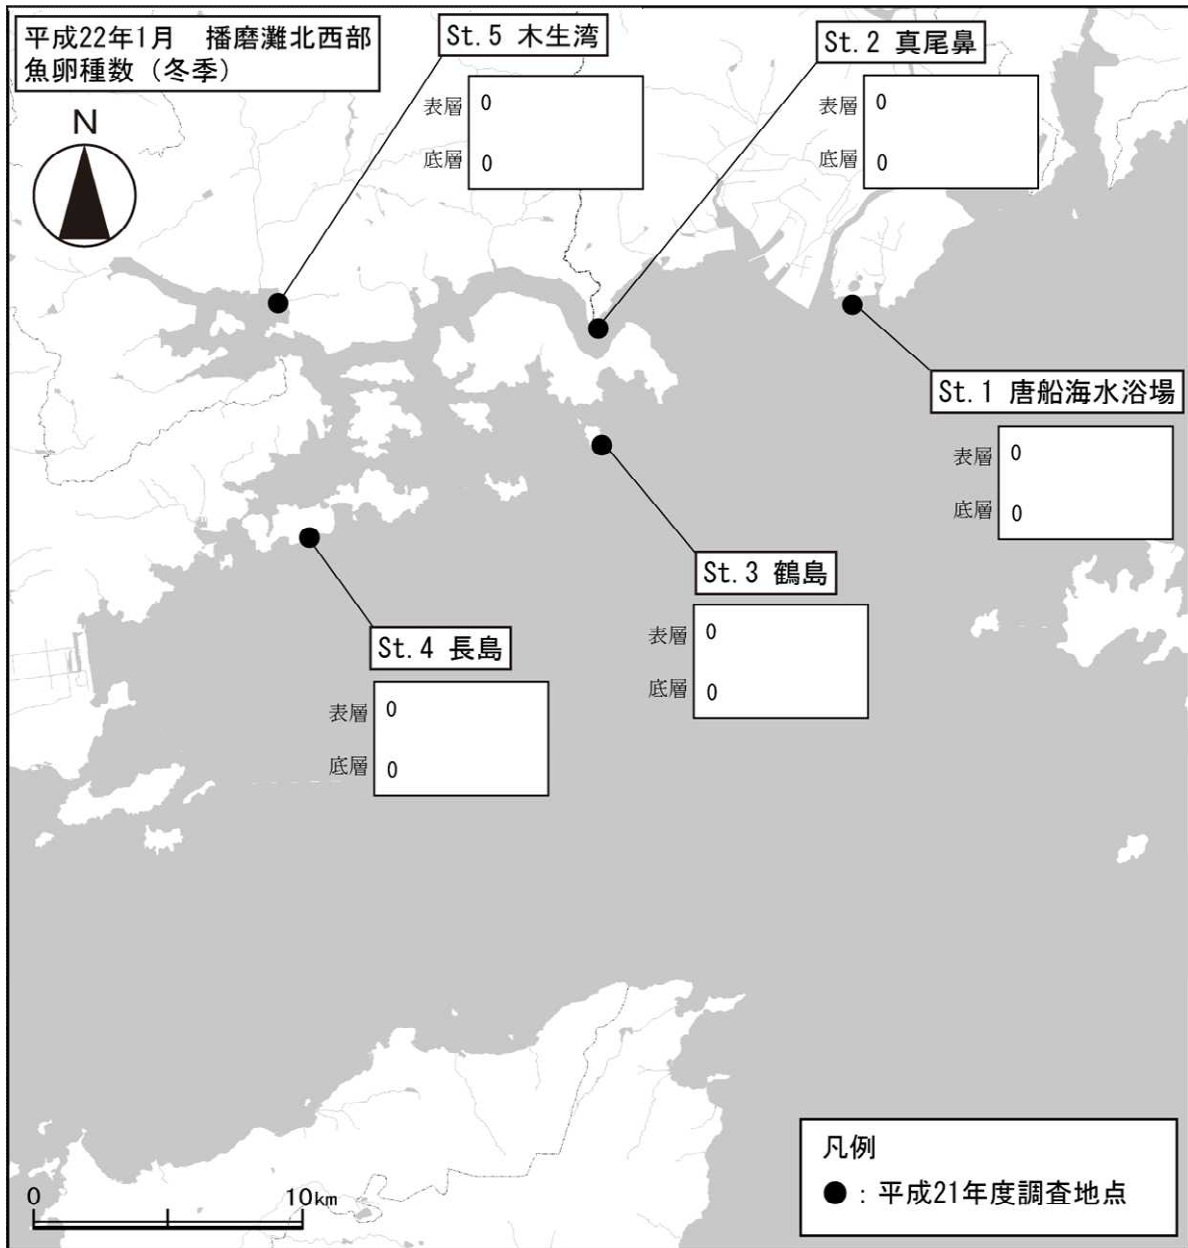 平成22年1月　播磨灘北西部
魚卵種数（冬季）
N
St.5 木生湾
表層 0
底層 0
St.2 真尾鼻
表層 0
底層 0
St.1 唐船海水浴場
表層 0
底層 0
St.3 鶴島
表層 0
底層 0
St.4 長島
表層 0
底層 0
0 10km
凡例
●：平成21年度調査地点